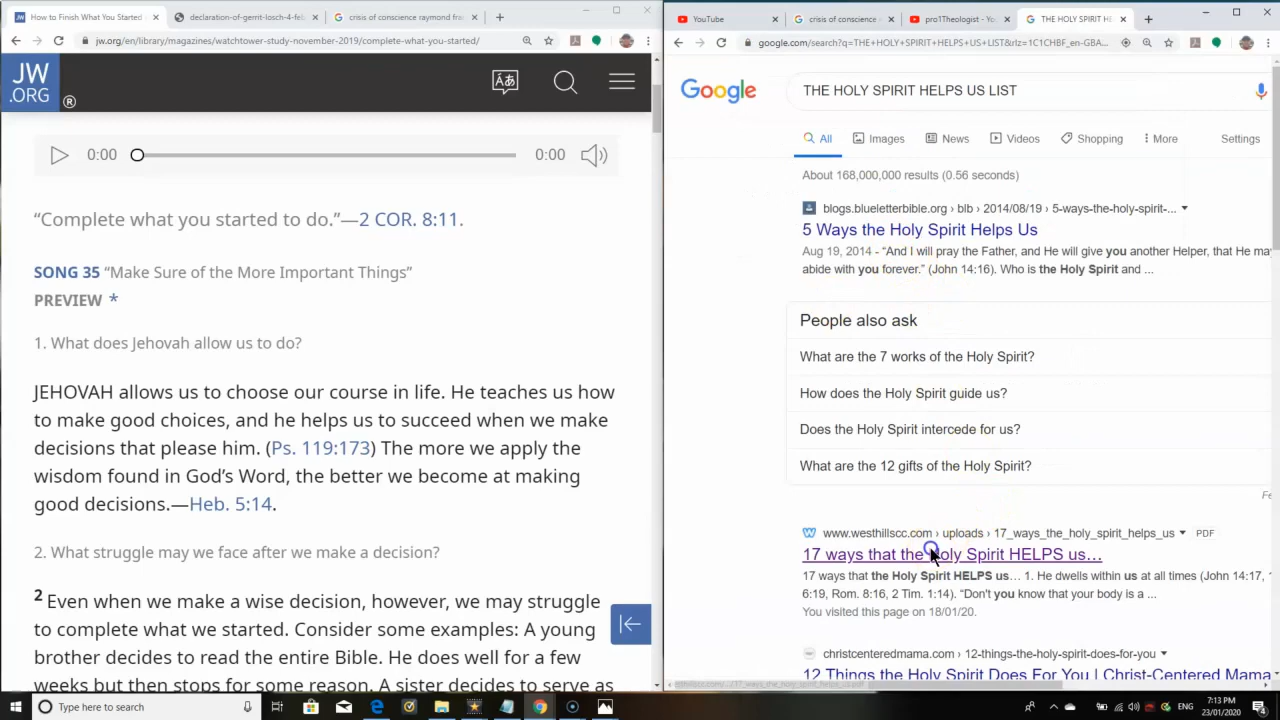 How to Finish What You Started
declaration-of-gerrit-losch-4-feb
crisis of conscience raymond fra
jw.org/en/library/magazines/watchtower-study-november-2019/complete-what-you-started/
JW
.ORG
®
0:00
0:00
“Complete what you started to do.”—2 COR. 8:11.
SONG 35 “Make Sure of the More Important Things”
PREVIEW *
1. What does Jehovah allow us to do?
JEHOVAH allows us to choose our course in life. He teaches us how
to make good choices, and he helps us to succeed when we make
decisions that please him. (Ps. 119:173) The more we apply the
wisdom found in God’s Word, the better we become at making
good decisions.—Heb. 5:14.
2. What struggle may we face after we make a decision?
2 Even when we make a wise decision, however, we may struggle
to complete what we started. Consider some examples: A young
brother decides to read the entire Bible. He does well for a few
weeks but then stops for some reason. A sister decides to serve as
YouTube
crisis of conscience
pro1Theologist - Yo
THE HOLY SPIRIT HE
google.com/search?q=THE+HOLY+SPIRIT+HELPS+US+LIST&rlz=1C1CHBF_en-GBA...
Google
THE HOLY SPIRIT HELPS US LIST
All
Images
News
Videos
Shopping
More
Settings
About 168,000,000 results (0.56 seconds)
blogs.blueletterbible.org › blb › 2014/08/19 › 5-ways-the-holy-spirit-...
5 Ways the Holy Spirit Helps Us
Aug 19, 2014 - “And I will pray the Father, and He will give you another Helper, that He may
abide with you forever.” (John 14:16). Who is the Holy Spirit and ...
People also ask
What are the 7 works of the Holy Spirit?
How does the Holy Spirit guide us?
Does the Holy Spirit intercede for us?
What are the 12 gifts of the Holy Spirit?
Fe
www.westhillscc.com › uploads › 17_ways_the_holy_spirit_helps_us PDF
17 ways that the Holy Spirit HELPS us…
17 ways that the Holy Spirit HELPS us… 1. He dwells within us at all times (John 14:17,
6:19, Rom. 8:16, 2 Tim. 1:14). “Don't you know that your body is a ...
You visited this page on 18/01/20.
christcenteredmama.com › 12-things-the-holy-spirit-does-for-you
12 Things the Holy Spirit Does For You | Christ-Centered Mama
Type here to search
ENG
7:13 PM
23/01/2020